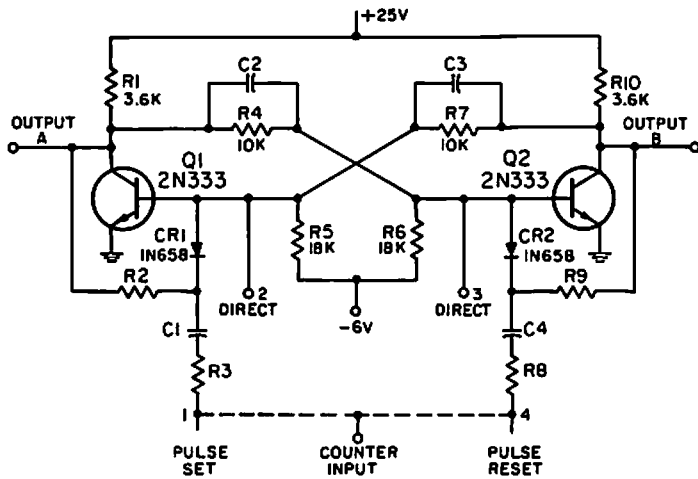 +25V
R1
3.6K
C2
R4
10K
C3
R7
10K
R10
3.6K
OUTPUT
A
OUTPUT
B
Q1
2N333
Q2
2N333
CR1
IN658
R5
18K
R6
18K
CR2
IN658
R2
2
DIRECT
-6V
3
DIRECT
R9
C1
C4
R3
R8
1
4
PULSE
SET
COUNTER
INPUT
PULSE
RESET